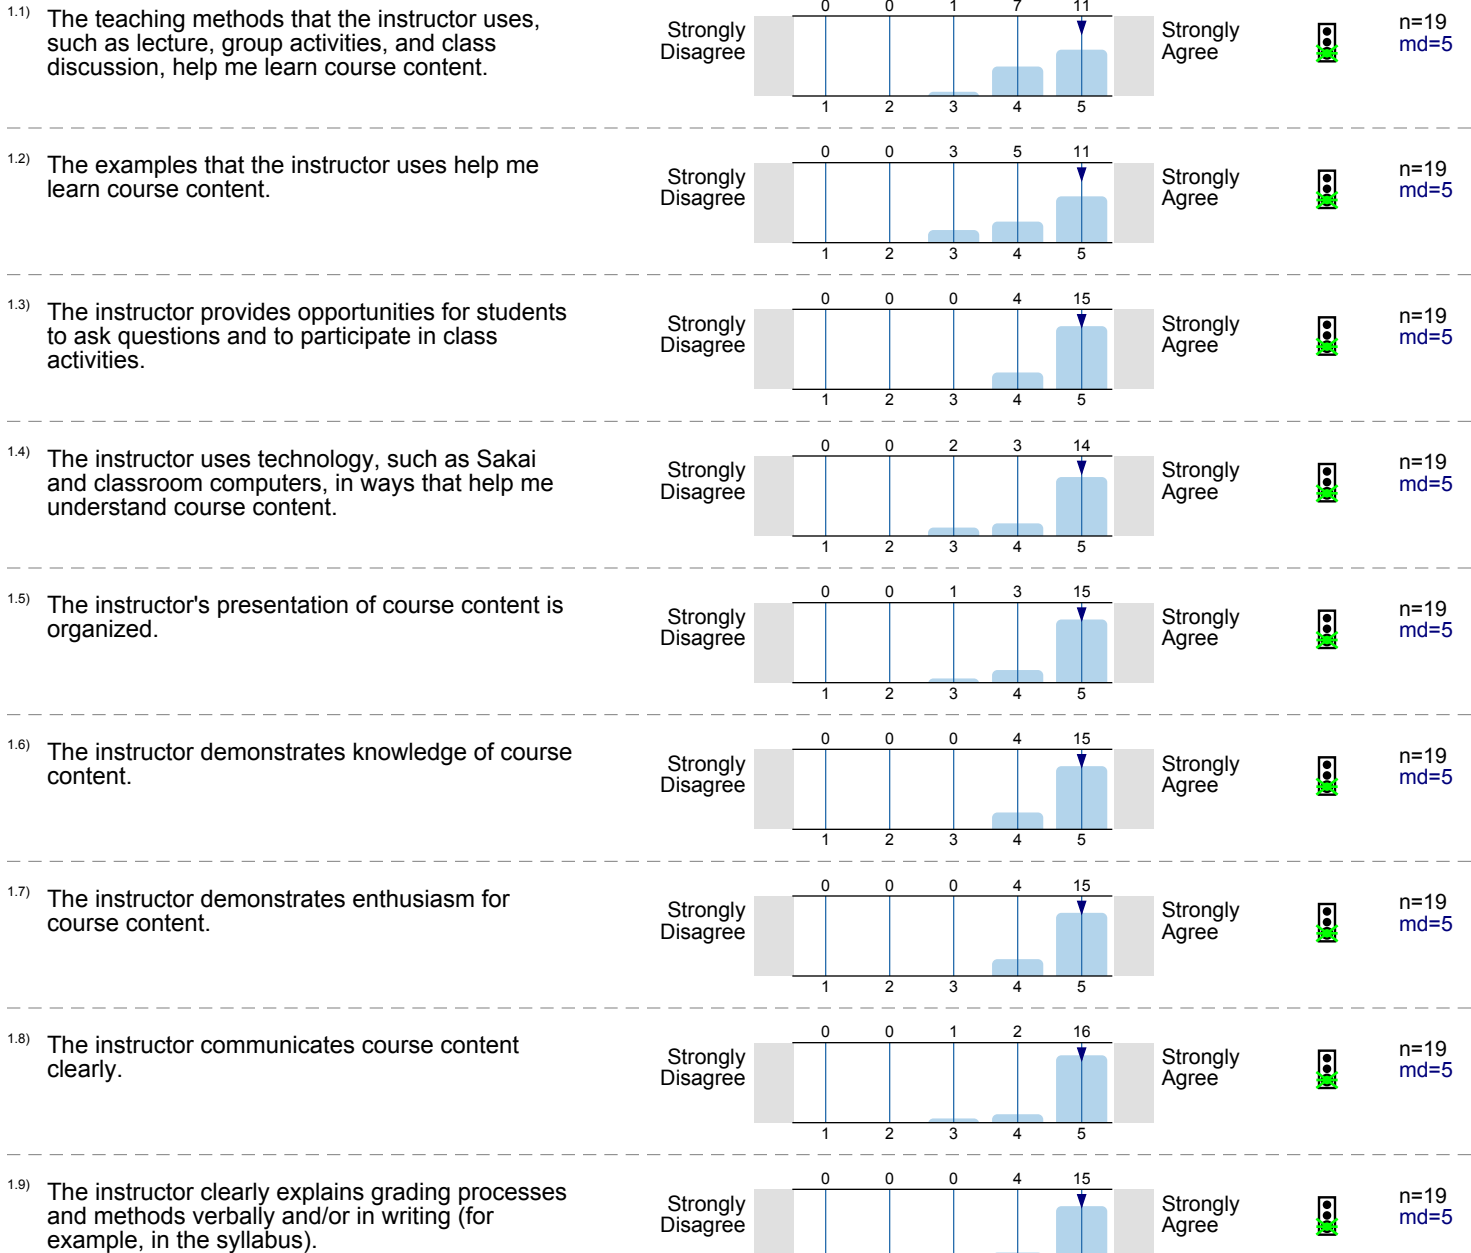 0 0 1 7 11
1.1) The teaching methods that the instructor uses, such as lecture, group activities, and class discussion, help me learn course content.
Strongly Disagree
Strongly Agree
n=19
md=5
1 2 3 4 5
0 0 3 5 11
1.2) The examples that the instructor uses help me learn course content.
Strongly Disagree
Strongly Agree
n=19
md=5
1 2 3 4 5
0 0 0 4 15
1.3) The instructor provides opportunities for students to ask questions and to participate in class activities.
Strongly Disagree
Strongly Agree
n=19
md=5
1 2 3 4 5
0 0 2 3 14
1.4) The instructor uses technology, such as Sakai and classroom computers, in ways that help me understand course content.
Strongly Disagree
Strongly Agree
n=19
md=5
1 2 3 4 5
0 0 1 3 15
1.5) The instructor's presentation of course content is organized.
Strongly Disagree
Strongly Agree
n=19
md=5
1 2 3 4 5
0 0 0 4 15
1.6) The instructor demonstrates knowledge of course content.
Strongly Disagree
Strongly Agree
n=19
md=5
1 2 3 4 5
0 0 0 4 15
1.7) The instructor demonstrates enthusiasm for course content.
Strongly Disagree
Strongly Agree
n=19
md=5
1 2 3 4 5
0 0 1 2 16
1.8) The instructor communicates course content clearly.
Strongly Disagree
Strongly Agree
n=19
md=5
1 2 3 4 5
0 0 0 4 15
1.9) The instructor clearly explains grading processes and methods verbally and/or in writing (for example, in the syllabus).
Strongly Disagree
Strongly Agree
n=19
md=5